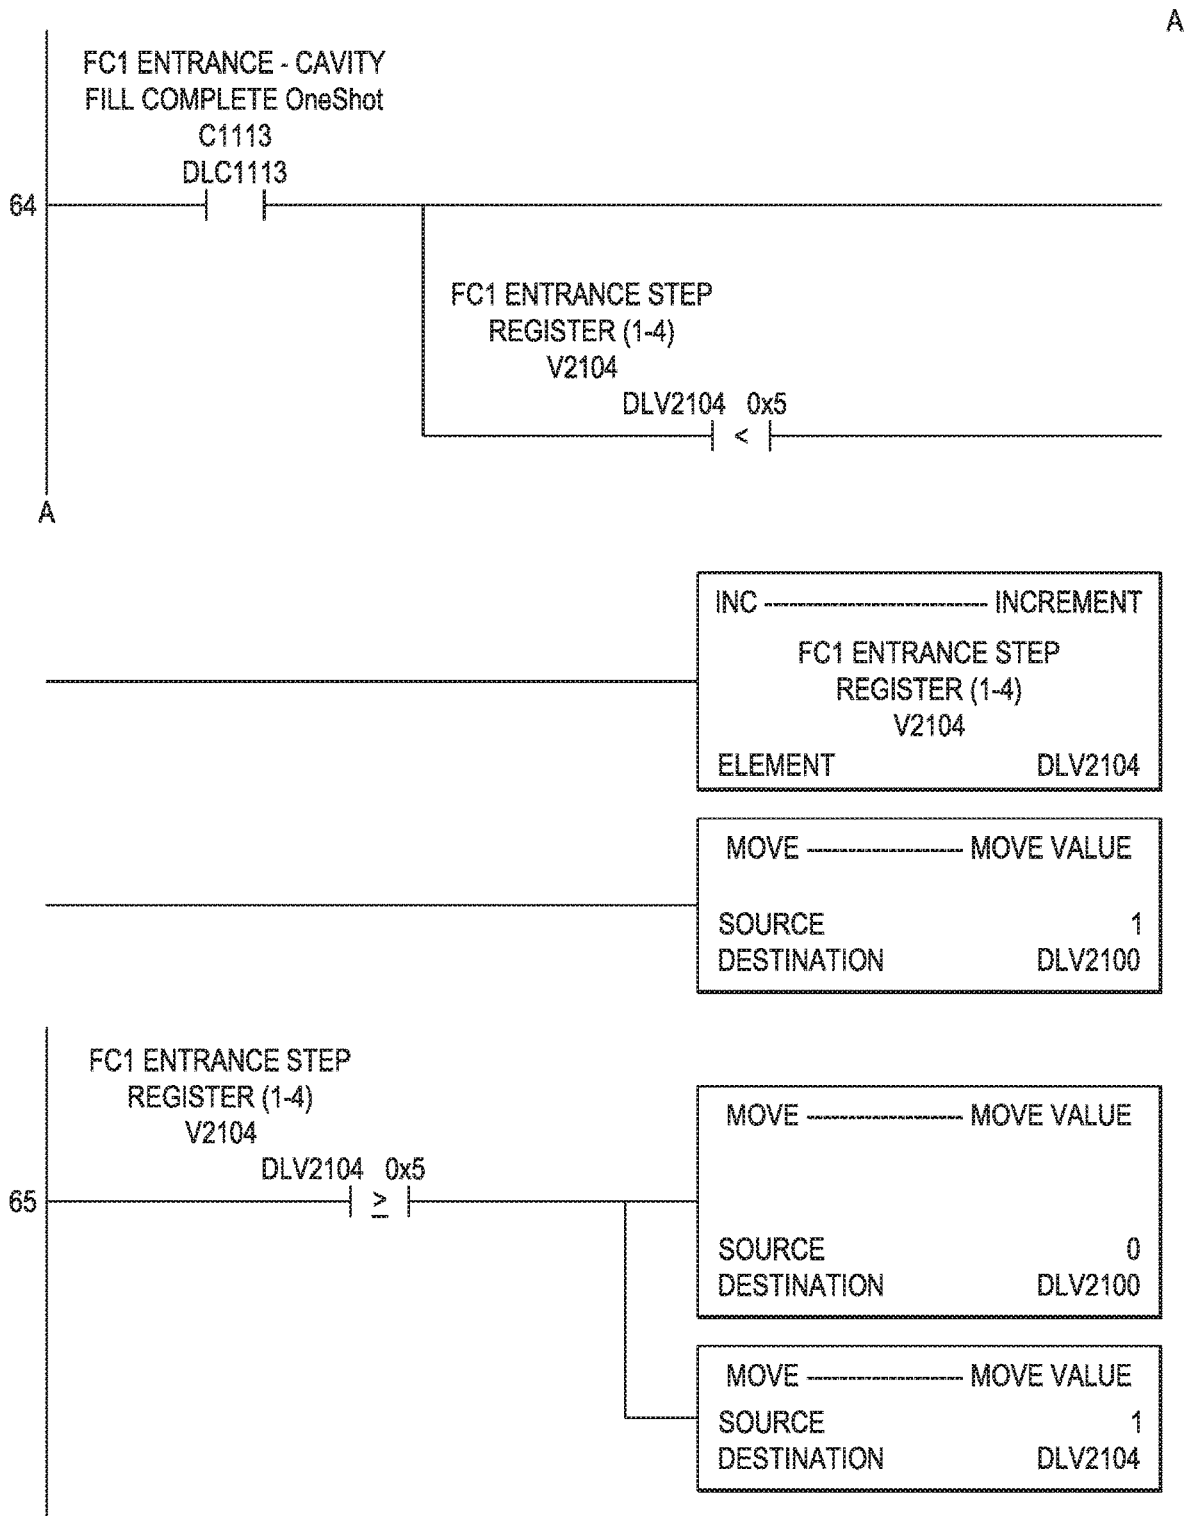 A
FC1 ENTRANCE - CAVITY
FILL COMPLETE OneShot
C1113
DLC1113
64
FC1 ENTRANCE STEP
REGISTER (1-4)
V2104
DLV2104 0x5
<
A
INC INCREMENT
FC1 ENTRANCE STEP
REGISTER (1-4)
V2104
ELEMENT DLV2104
MOVE MOVE VALUE
SOURCE 1
DESTINATION DLV2100
FC1 ENTRANCE STEP
REGISTER (1-4)
V2104
DLV2104 0x5
65
≥
MOVE MOVE VALUE
SOURCE 0
DESTINATION DLV2100
MOVE MOVE VALUE
SOURCE 1
DESTINATION DLV2104